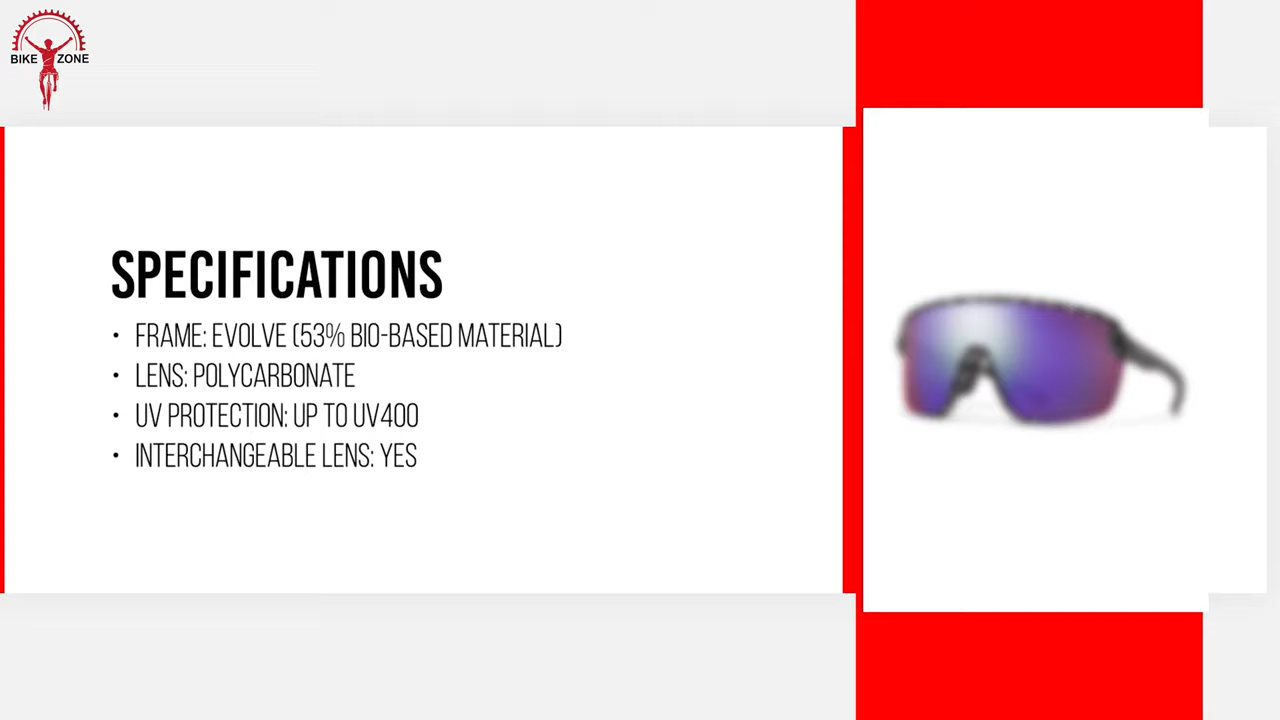 BIKE ZONE
SPECIFICATIONS
• FRAME: EVOLVE (53% BIO-BASED MATERIAL)
• LENS: POLYCARBONATE
• UV PROTECTION: UP TO UV400
• INTERCHANGEABLE LENS: YES